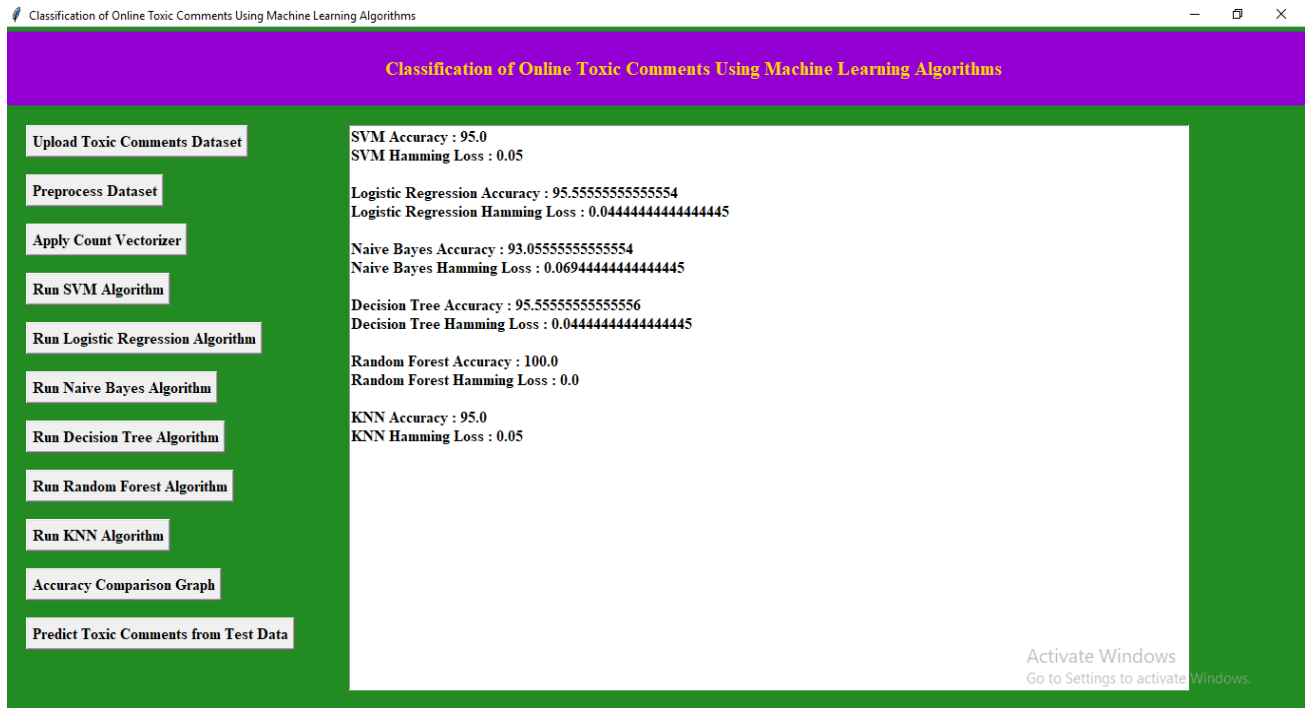 Classification of Online Toxic Comments Using Machine Learning Algorithms
Classification of Online Toxic Comments Using Machine Learning Algorithms
Upload Toxic Comments Dataset
Preprocess Dataset
Apply Count Vectorizer
Run SVM Algorithm
Run Logistic Regression Algorithm
Run Naive Bayes Algorithm
Run Decision Tree Algorithm
Run Random Forest Algorithm
Run KNN Algorithm
Accuracy Comparison Graph
Predict Toxic Comments from Test Data
SVM Accuracy : 95.0
SVM Hamming Loss : 0.05
Logistic Regression Accuracy : 95.55555555555554
Logistic Regression Hamming Loss : 0.04444444444444445
Naive Bayes Accuracy : 93.05555555555554
Naive Bayes Hamming Loss : 0.06944444444444445
Decision Tree Accuracy : 95.55555555555556
Decision Tree Hamming Loss : 0.04444444444444445
Random Forest Accuracy : 100.0
Random Forest Hamming Loss : 0.0
KNN Accuracy : 95.0
KNN Hamming Loss : 0.05
Activate Windows
Go to Settings to activate Windows.